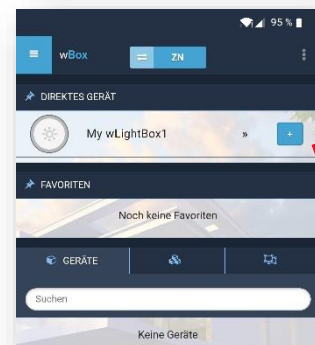 95 %
wBox
ZN
DIREKTES GERÄT
My wLightBox1 »
+
FAVORITEN
Noch keine Favoriten
GERÄTE
Suchen
Keine Geräte